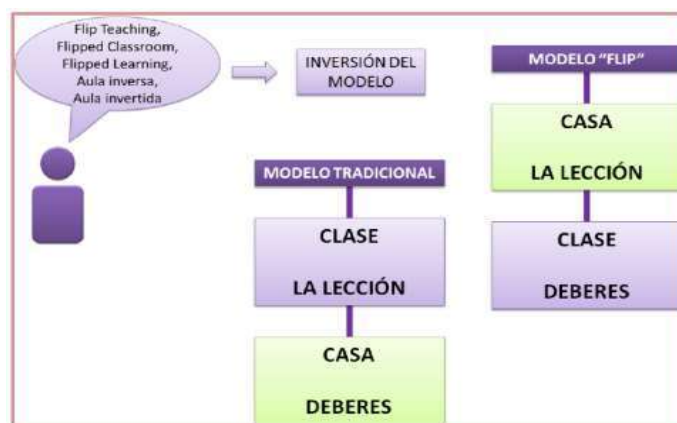 Flip Teaching,
Flipped Classroom,
Flipped Learning,
Aula inversa,
Aula invertida
INVERSIÓN DEL
MODELO
MODELO TRADICIONAL
CLASE
LA LECCIÓN
CASA
DEBERES
MODELO “FLIP”
CASA
LA LECCIÓN
CLASE
DEBERES